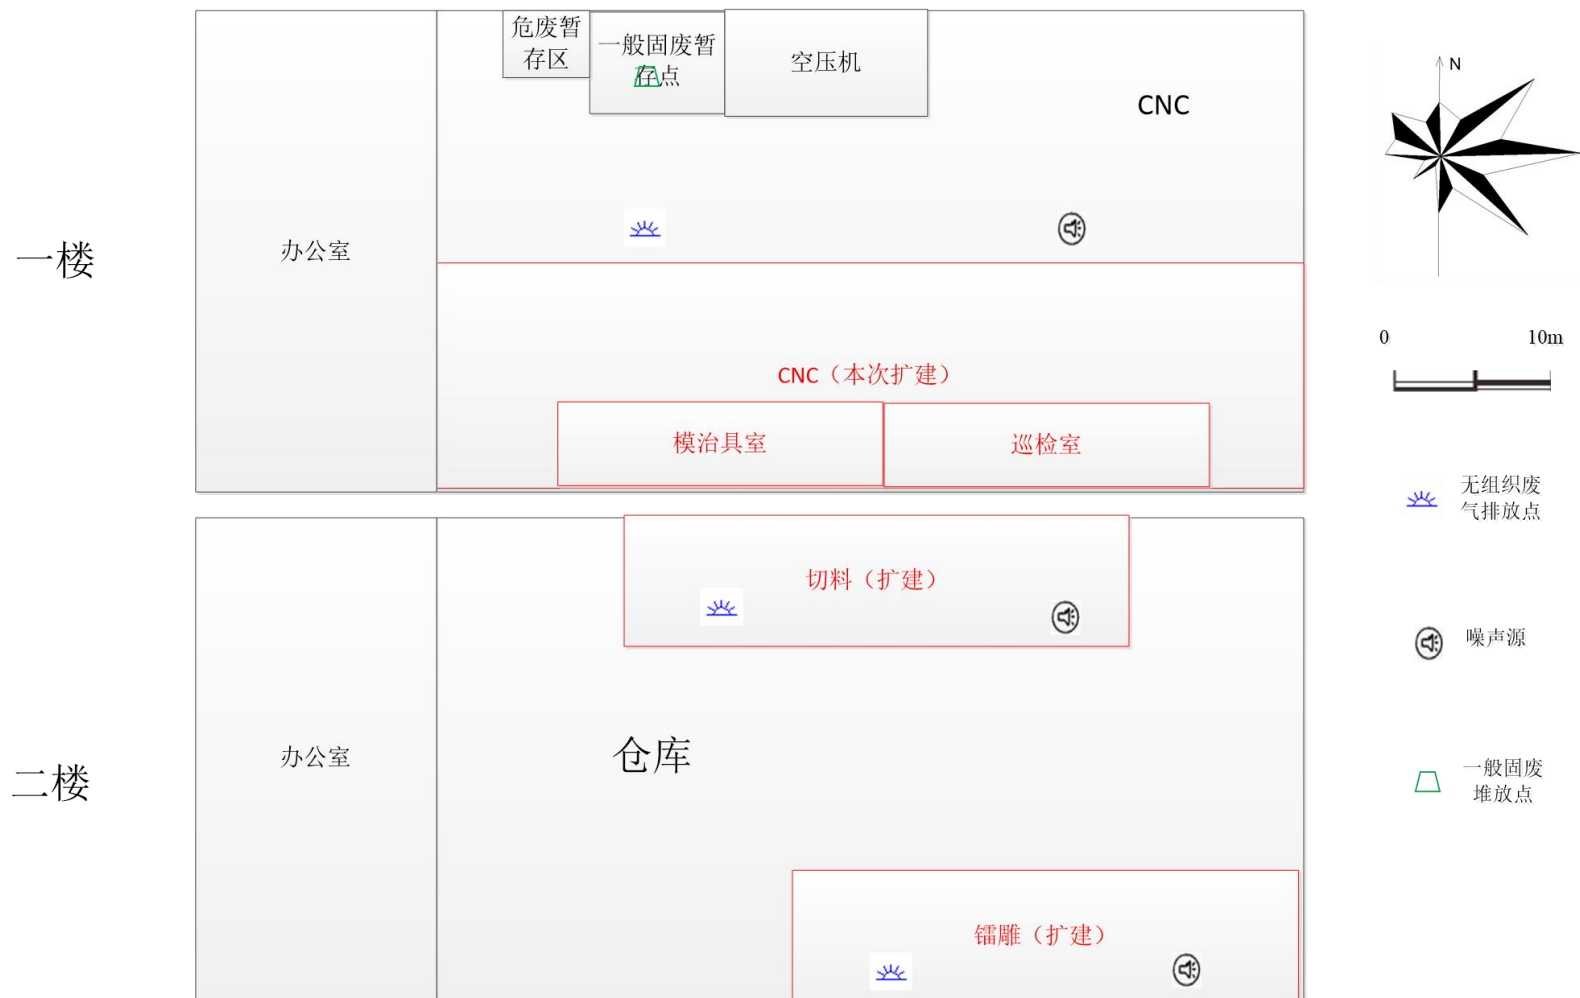 一楼
办公室
危废暂
存区
一般固废暂
存点
空压机
CNC
CNC（本次扩建）
模治具室
巡检室
二楼
办公室
切料（扩建）
仓库
镭雕（扩建）
N
0 10m
无组织废
气排放点
噪声源
一般固废
堆放点